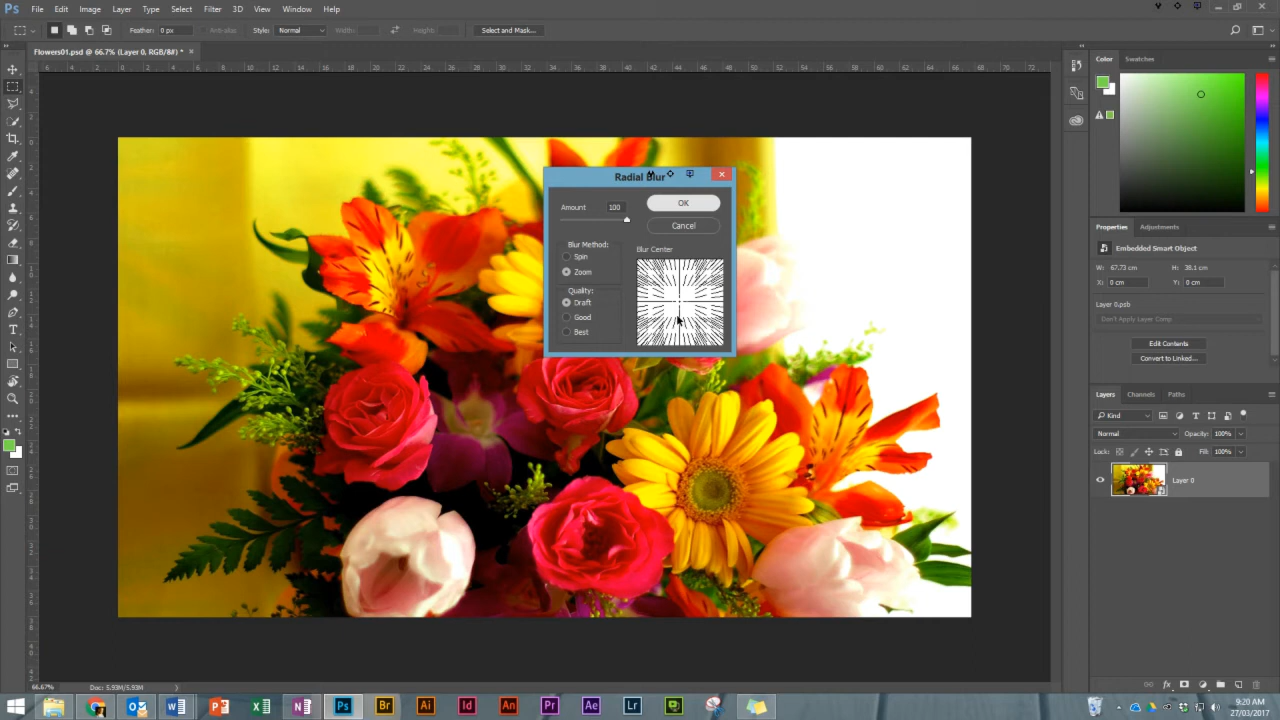 Ps File Edit Image Layer Type Select Filter 3D View Window Help
Feather: 0 px Anti-alias Style: Normal Width: Height: Select and Mask...
Flowers01.psd @ 66.7% (Layer 0, RGB/8#) *
Color Swatches
Radial Blur
Amount 100
OK
Cancel
Blur Method:
Spin
Zoom
Quality:
Draft
Good
Best
Blur Center
Properties Adjustments
Embedded Smart Object
W: 67.73 cm H: 38.1 cm
X: 0 cm Y: 0 cm
Layer 0.psb
Don't Apply Layer Comp
Edit Contents
Convert to Linked...
Layers Channels Paths
Kind
Normal Opacity: 100%
Lock: Fill: 100%
Layer 0
66.67% Doc: 5.93M/5.93M
Ps Br Ai Id An Pr Ae Lr
9:20 AM
27/03/2017